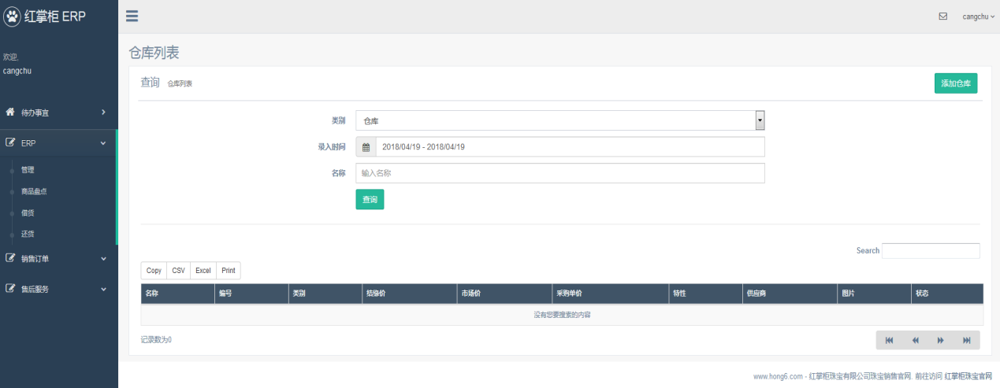 红掌柜 ERP
cangchu
欢迎,
cangchu
仓库列表
查询 仓库列表
添加仓库
待办事宜
类别 仓库
ERP
录入时间 2018/04/19 - 2018/04/19
管理
名称 输入名称
商品盘点
查询
借货
还货
Search
销售订单
Copy CSV Excel Print
售后服务
名称 编号 类别 结缘价 市场价 采购单价 特性 供应商 图片 状态
没有您要搜索的内容
记录数为0
www.hong6.com - 红掌柜珠宝有限公司珠宝销售官网. 前往访问 红掌柜珠宝官网